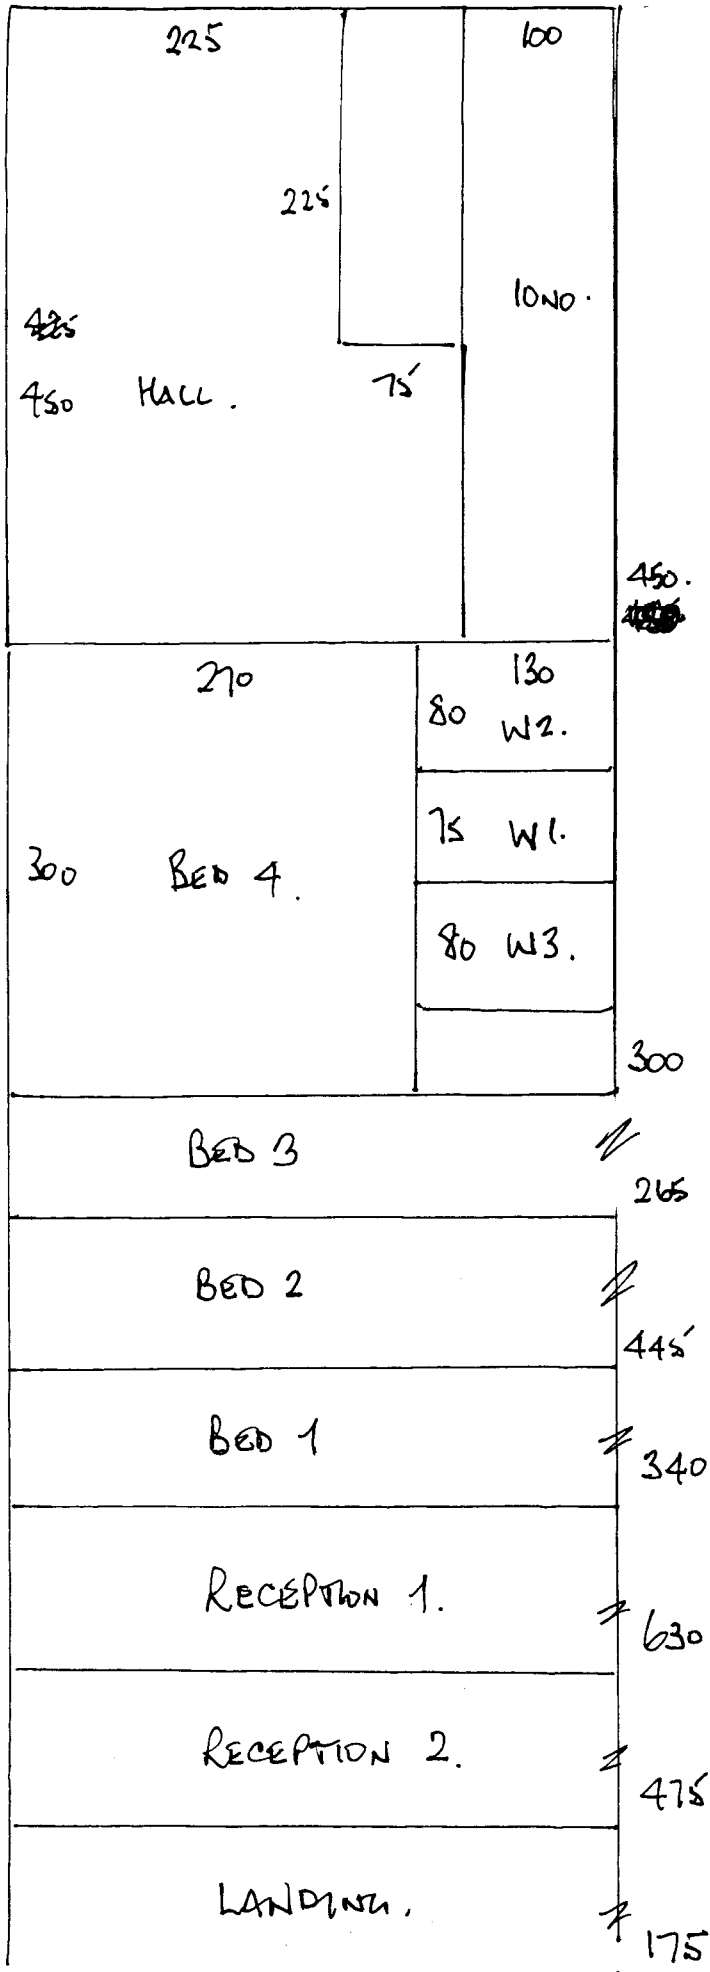 225 100
225
10NO.
75
450 HALL.
450.
270 130
80 W2.
75 W1.
300 BED 4.
80 W3.
300
BED 3
265
BED 2
445
BED 1
340
RECEPTION 1.
630
RECEPTION 2.
475
LANDING.
175